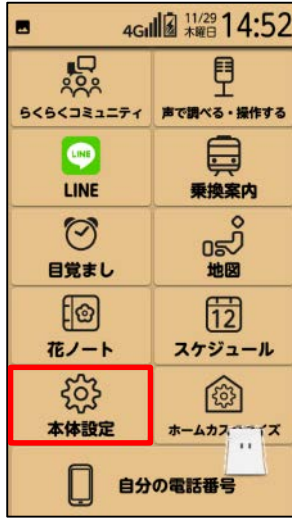 4G 11/29 木曜日 14:52
らくらくコミュニティ 声で調べる・操作する
LINE
LINE 乗換案内
目覚まし 地図
12
花ノート スケジュール
本体設定 ホームカス
自分の電話番号